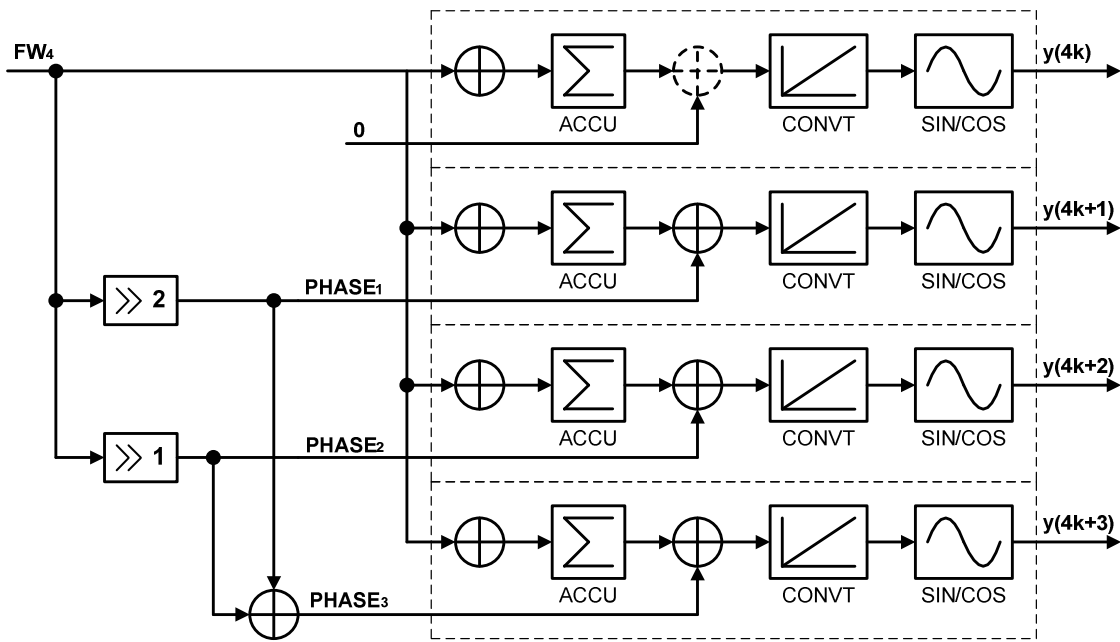 FW₄
y(4k)
ACCU
CONVT
SIN/COS
0
y(4k+1)
ACCU
CONVT
SIN/COS
2
PHASE₁
y(4k+2)
ACCU
CONVT
SIN/COS
1
PHASE₂
y(4k+3)
ACCU
CONVT
SIN/COS
PHASE₃